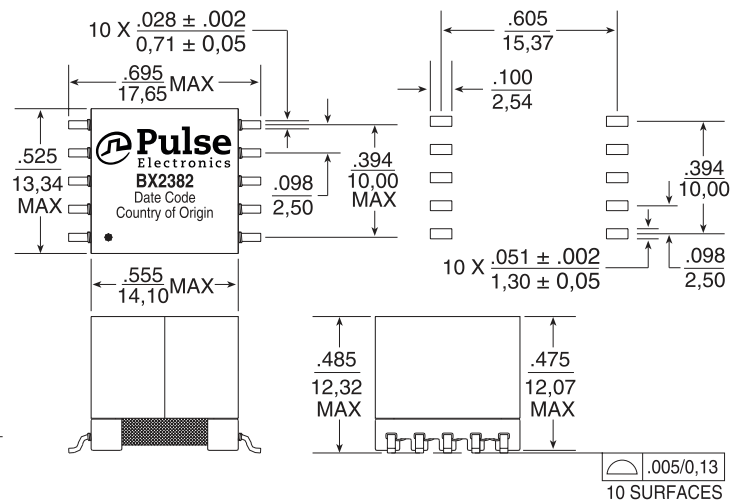 10 X .028 ± .002
0,71 ± 0,05
.695
17,65
MAX
.525
13,34
MAX
Pulse
Electronics
BX2382
Date Code
Country of Origin
.098
2,50
.394
10,00
MAX
.605
15,37
.100
2,54
.394
10,00
10 X .051 ± .002
1,30 ± 0,05
.098
2,50
.555
14,10
MAX
.485
12,32
MAX
.475
12,07
MAX
.005/0,13
10 SURFACES